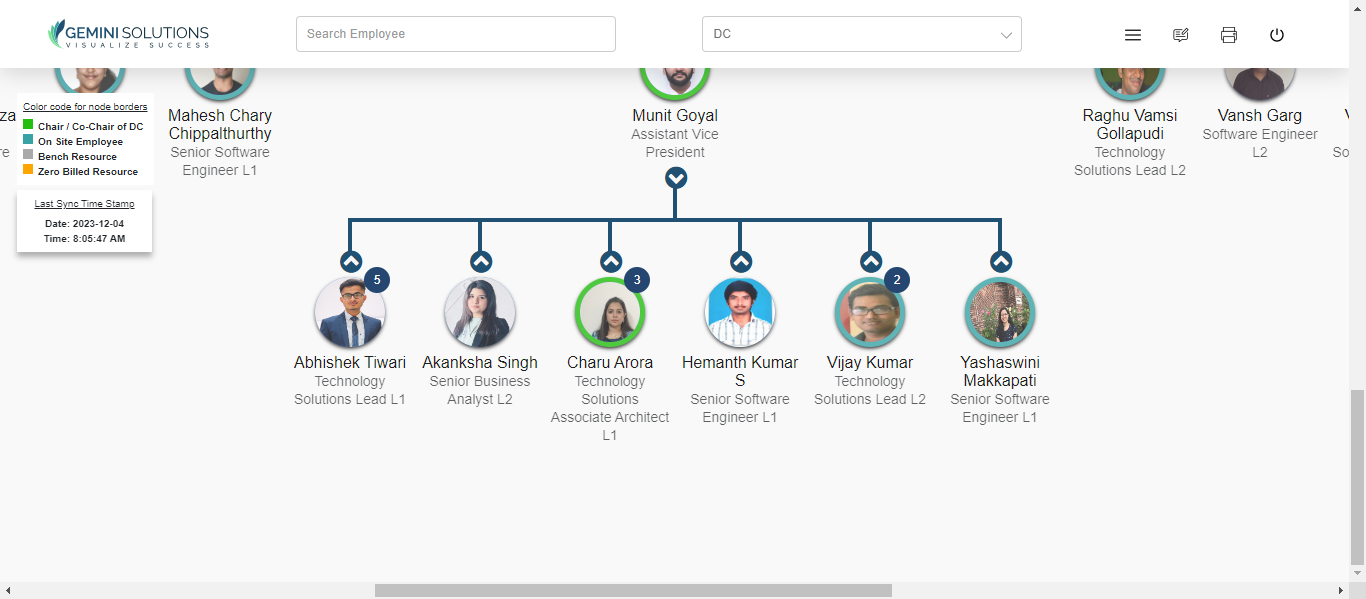 GEMINI SOLUTIONS
VISUALIZE SUCCESS
Search Employee
DC
za
re
Color code for node borders
Chair / Co-Chair of DC
On Site Employee
Bench Resource
Zero Billed Resource
Last Sync Time Stamp
Date: 2023-12-04
Time: 8:05:47 AM
Mahesh Chary
Chippalthurthy
Senior Software
Engineer L1
Munit Goyal
Assistant Vice
President
Raghu Vamsi
Gollapudi
Technology
Solutions Lead L2
Vansh Garg
Software Engineer
L2
V
So
5
Abhishek Tiwari
Technology
Solutions Lead L1
Akanksha Singh
Senior Business
Analyst L2
3
Charu Arora
Technology
Solutions
Associate Architect
L1
Hemanth Kumar
S
Senior Software
Engineer L1
2
Vijay Kumar
Technology
Solutions Lead L2
Yashaswini
Makkapati
Senior Software
Engineer L1